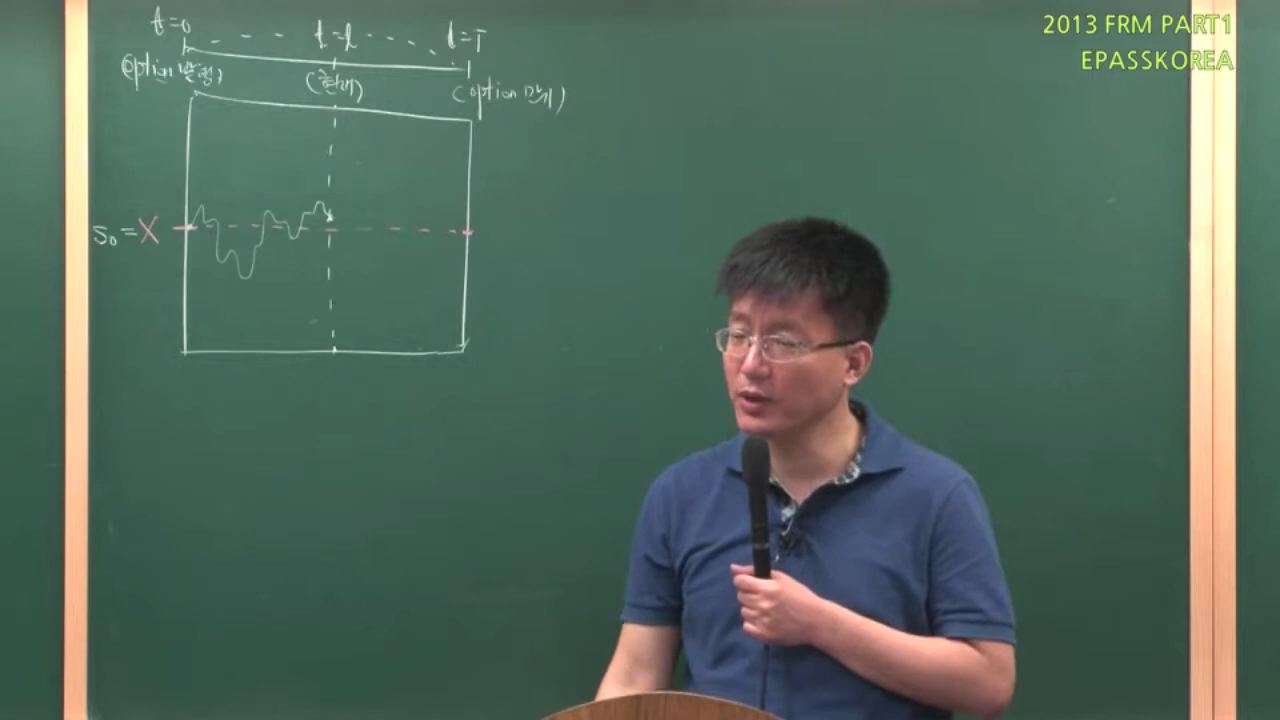 2013 FRM PART1
EPASSKOREA
t=0 t=t t=T
(option 발행) (현재) (option 만기)
S₀ = X